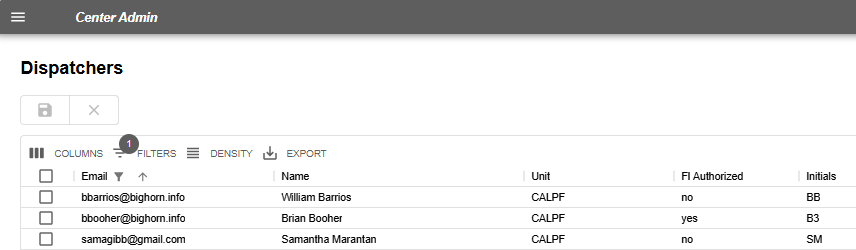 Center Admin
Dispatchers
COLUMNS 1 FILTERS DENSITY EXPORT
Email Name Unit FI Authorized Initials
bbarrios@bighorn.info William Barrios CALPF no BB
bbooher@bighorn.info Brian Booher CALPF yes B3
samagibb@gmail.com Samantha Marantan CALPF no SM